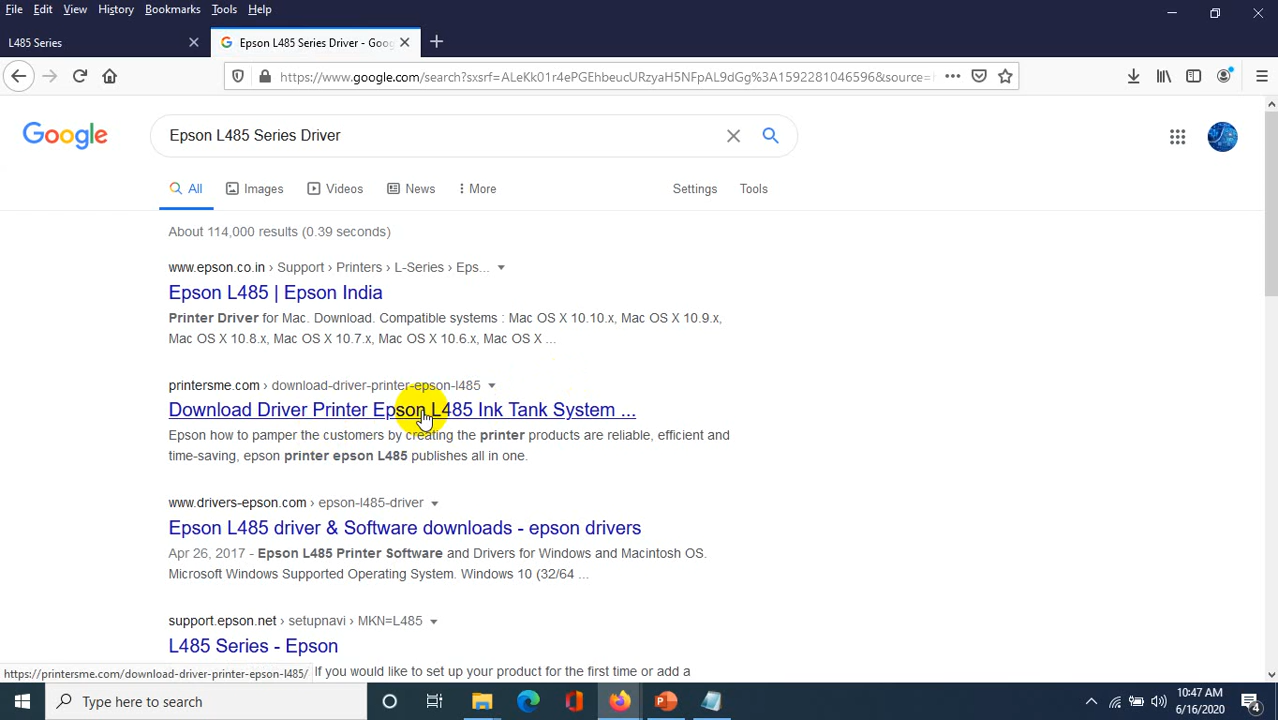 File Edit View History Bookmarks Tools Help
L485 Series
Epson L485 Series Driver - Goog
https://www.google.com/search?sxsrf=ALeKk01r4ePGEhbeucURzyaH5NFpAL9dGg%3A1592281046596&source=
Google
Epson L485 Series Driver
All Images Videos News More Settings Tools
About 114,000 results (0.39 seconds)
www.epson.co.in › Support › Printers › L-Series › Eps...
Epson L485 | Epson India
Printer Driver for Mac. Download. Compatible systems : Mac OS X 10.10.x, Mac OS X 10.9.x,
Mac OS X 10.8.x, Mac OS X 10.7.x, Mac OS X 10.6.x, Mac OS X ...
printersme.com › download-driver-printer-epson-l485
Download Driver Printer Epson L485 Ink Tank System ...
Epson how to pamper the customers by creating the printer products are reliable, efficient and
time-saving, epson printer epson L485 publishes all in one.
www.drivers-epson.com › epson-l485-driver
Epson L485 driver & Software downloads - epson drivers
Apr 26, 2017 - Epson L485 Printer Software and Drivers for Windows and Macintosh OS.
Microsoft Windows Supported Operating System. Windows 10 (32/64 ...
support.epson.net › setupnavi › MKN=L485
L485 Series - Epson
https://printersme.com/download-driver-printer-epson-l485/ If you would like to set up your product for the first time or add a
Type here to search
10:47 AM
6/16/2020
4